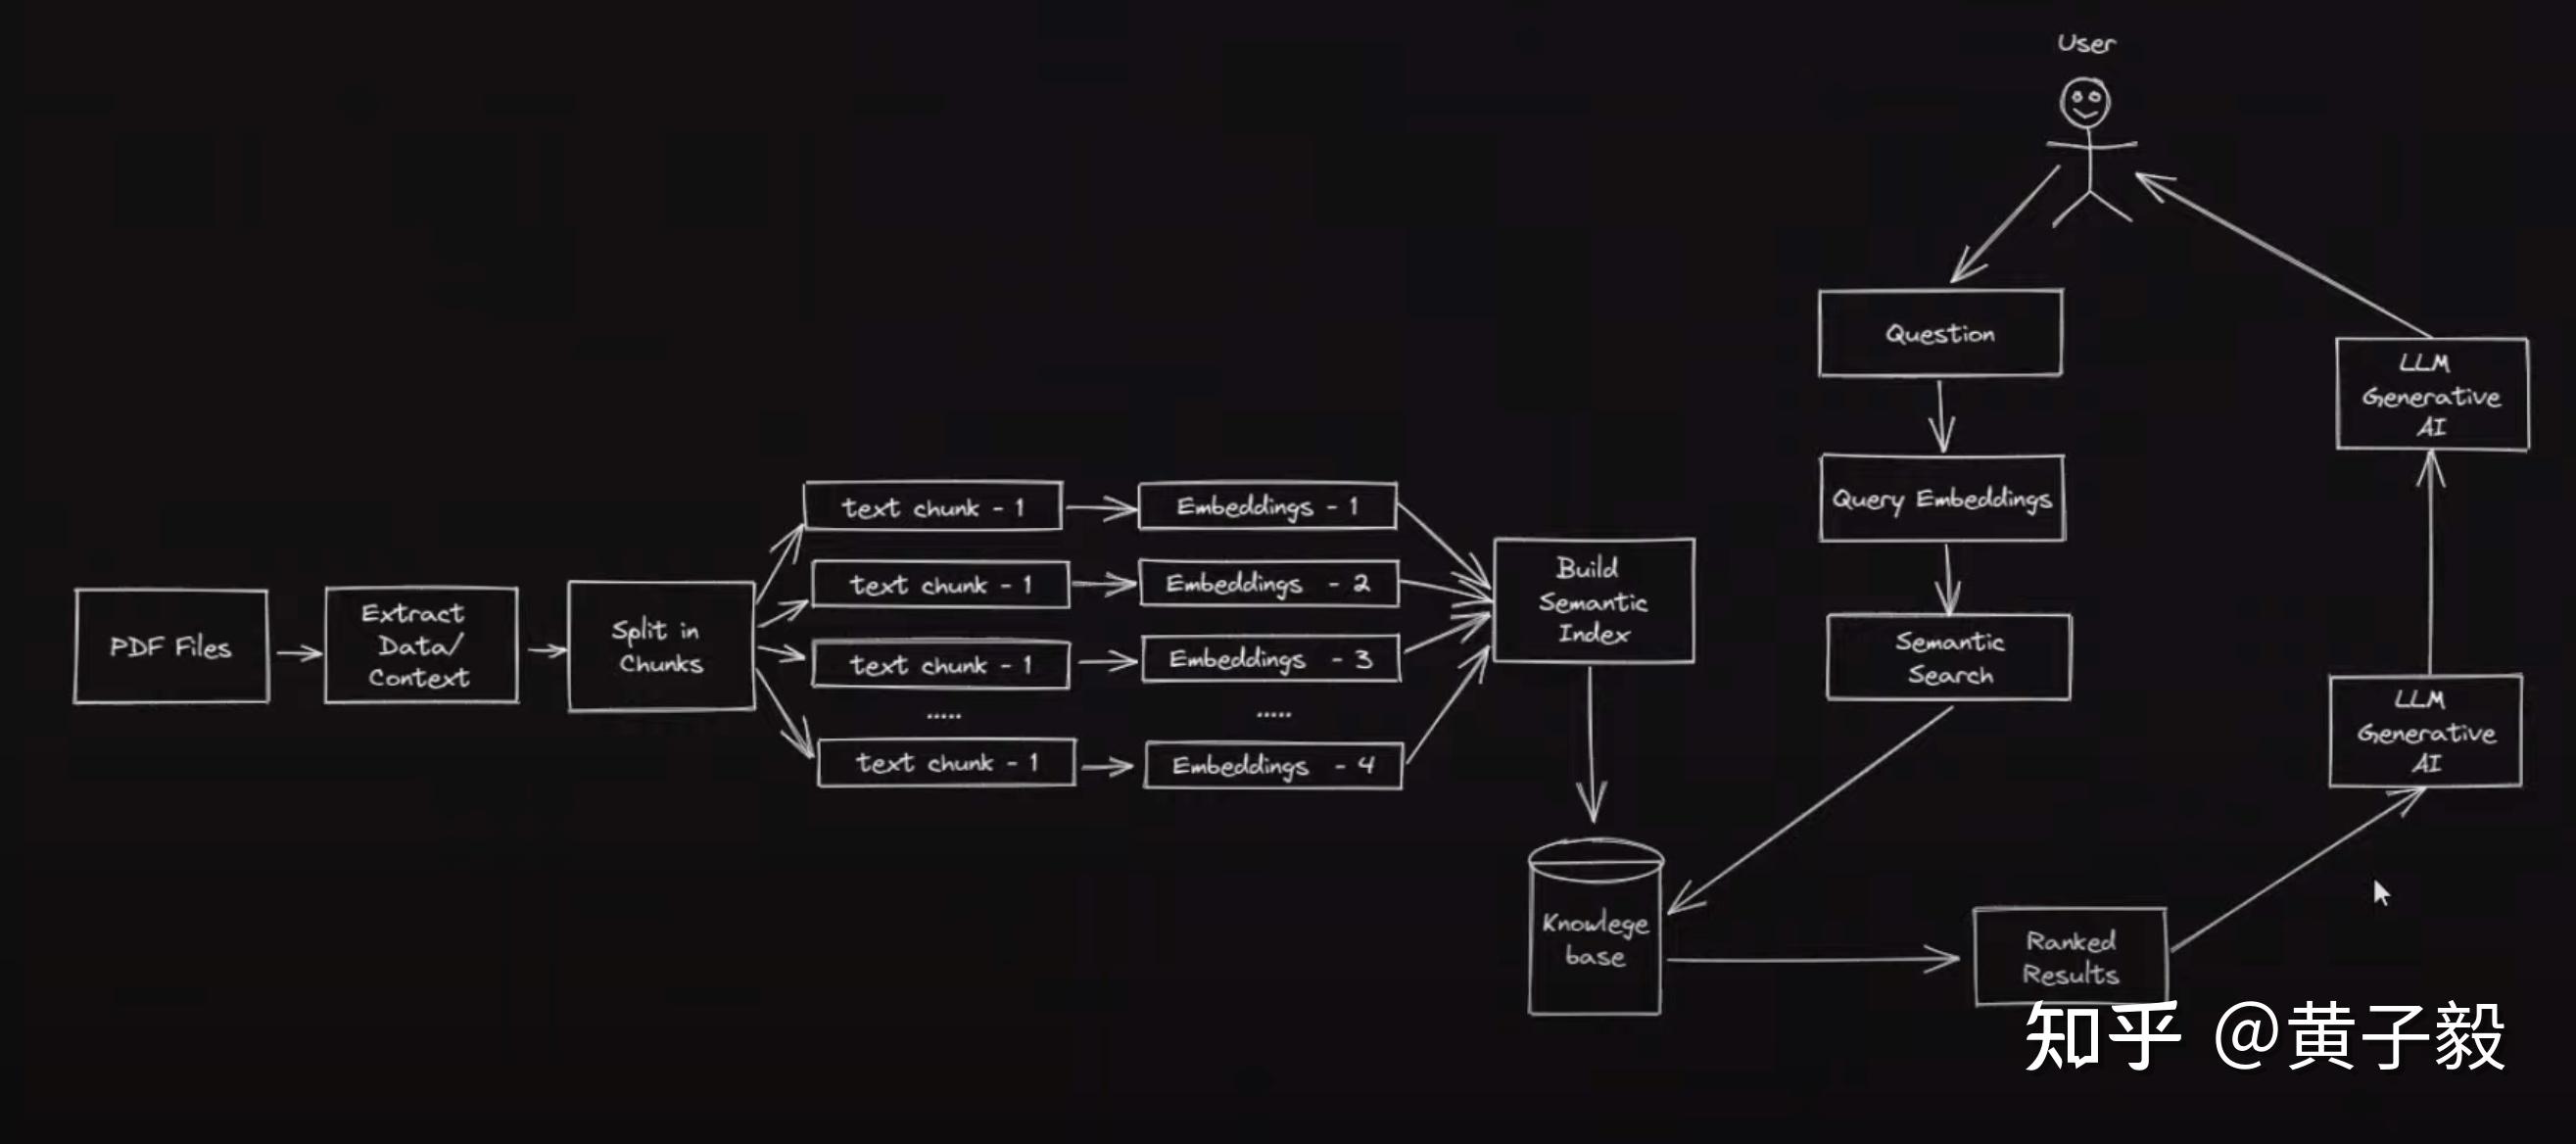 User
Question
Query Embeddings
Semantic
Search
LLM
Generative
AI
LLM
Generative
AI
PDF Files
Extract
Data/
Context
Split in
Chunks
text chunk - 1
Embeddings - 1
text chunk - 1
Embeddings - 2
text chunk - 1
Embeddings - 3
.....
.....
text chunk - 1
Embeddings - 4
Build
Semantic
Index
Knowlege
base
Ranked
Results
知乎 @黄子毅